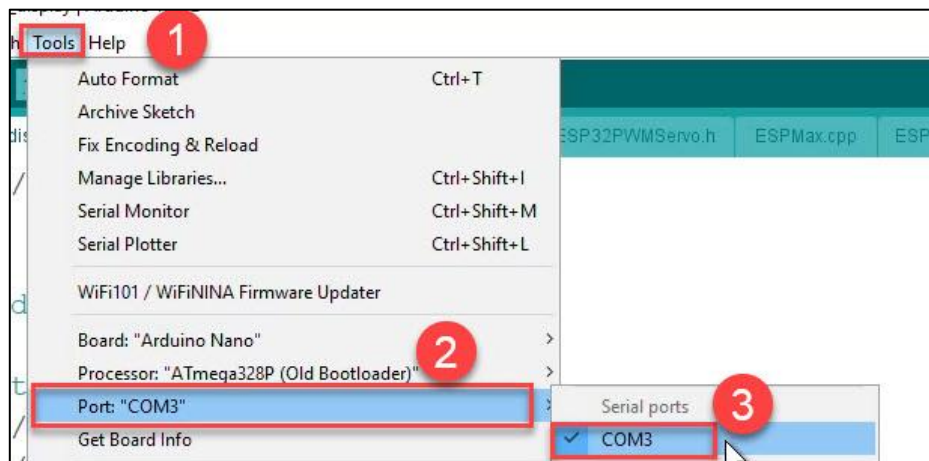 Tools Help 1
Auto Format Ctrl+T
Archive Sketch
ESP32PWMServo.h ESPMax.cpp ESP
Fix Encoding & Reload
Manage Libraries... Ctrl+Shift+I
Serial Monitor Ctrl+Shift+M
Serial Plotter Ctrl+Shift+L
WiFi101 / WiFiNINA Firmware Updater
Board: "Arduino Nano"
2
Processor: "ATmega328P (Old Bootloader)"
Port: "COM3"
Serial ports 3
Get Board Info
COM3